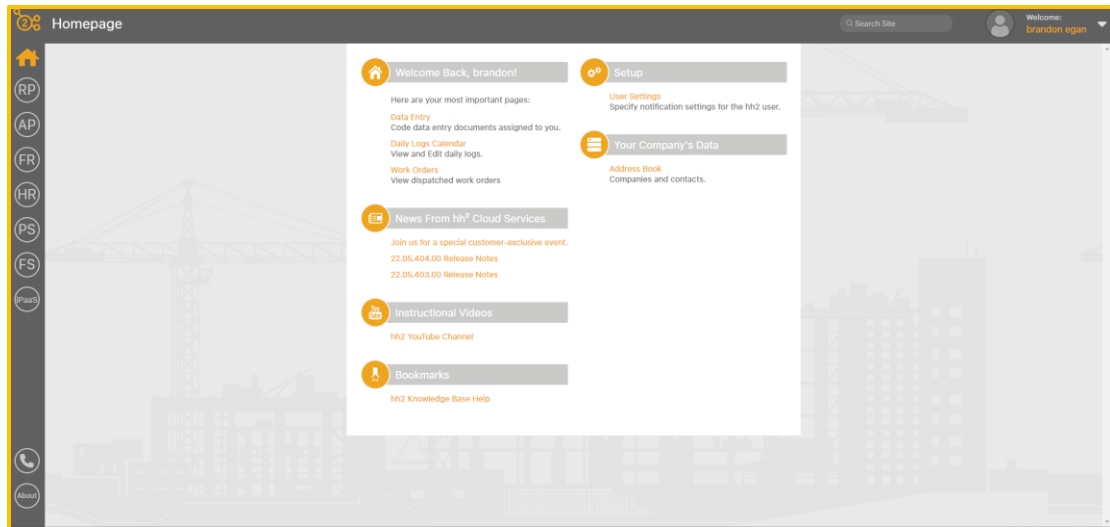 Homepage
Search Site
Welcome:
brandon egan
RP
AP
FR
HR
PS
FS
iPaaS
About
Welcome Back, brandon!
Here are your most important pages:
Data Entry
Code data entry documents assigned to you.
Daily Logs Calendar
View and Edit daily logs.
Work Orders
View dispatched work orders
News From hh² Cloud Services
Join us for a special customer-exclusive event.
22.05.404.00 Release Notes
22.05.403.00 Release Notes
You Tube
Instructional Videos
hh2 YouTube Channel
Bookmarks
hh2 Knowledge Base Help
Setup
User Settings
Specify notification settings for the hh2 user.
Your Company's Data
Address Book
Companies and contacts.